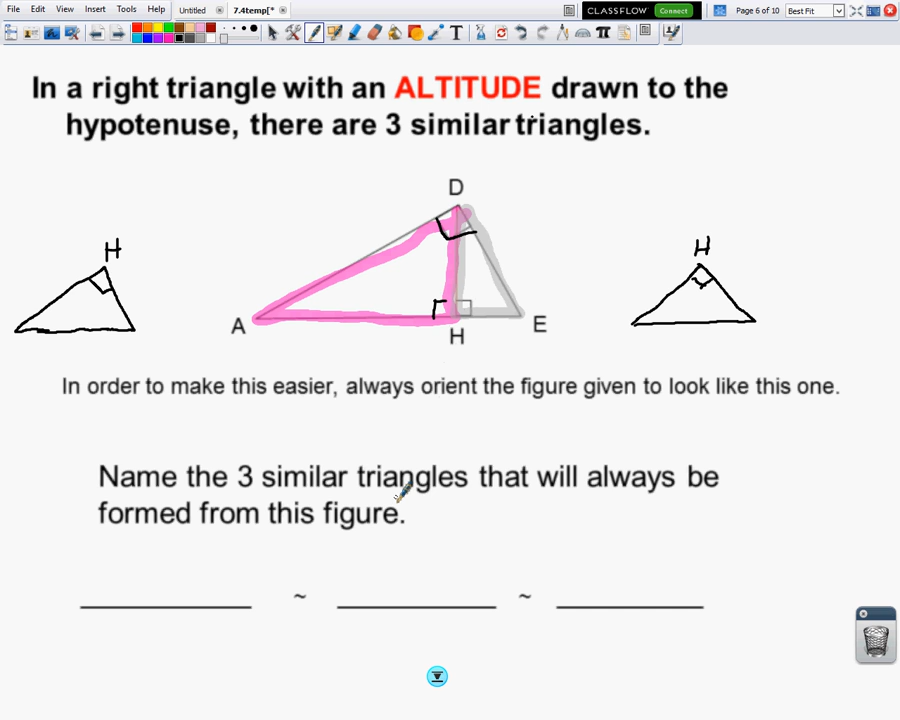 File Edit View Insert Tools Help Untitled 7.4temp[* CLASSFLOW Connect Page 6 of 10 Best Fit
In a right triangle with an ALTITUDE drawn to the
hypotenuse, there are 3 similar triangles.
D
H
H
A
E
H
In order to make this easier, always orient the figure given to look like this one.
Name the 3 similar triangles that will always be
formed from this figure.
~ ~